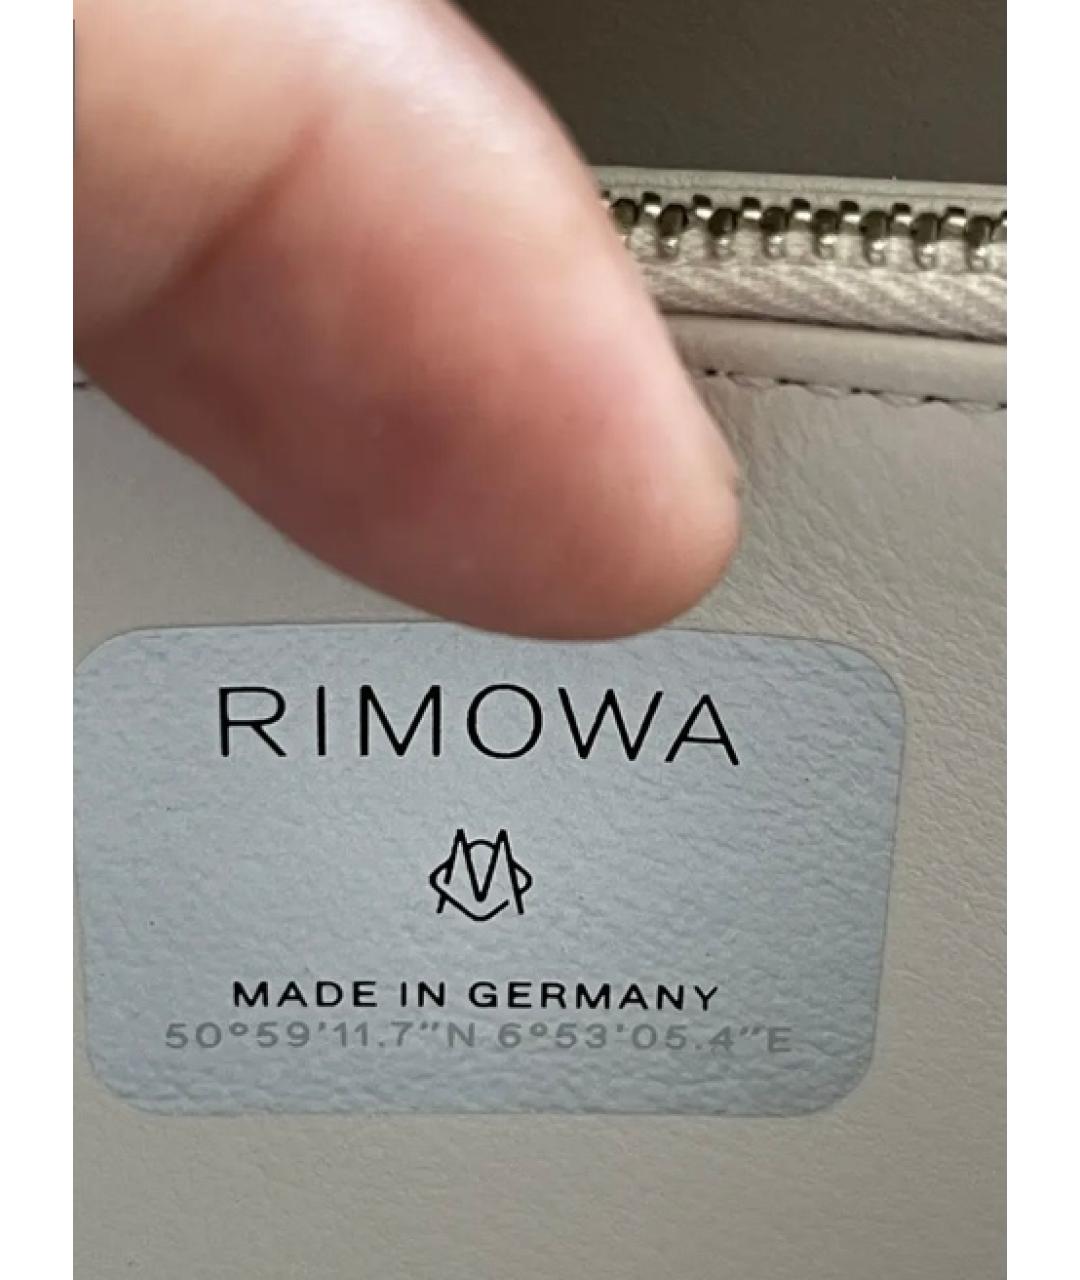 RIMOWA
MADE IN GERMANY
50°59'11.7"N 6°53'05.4"E